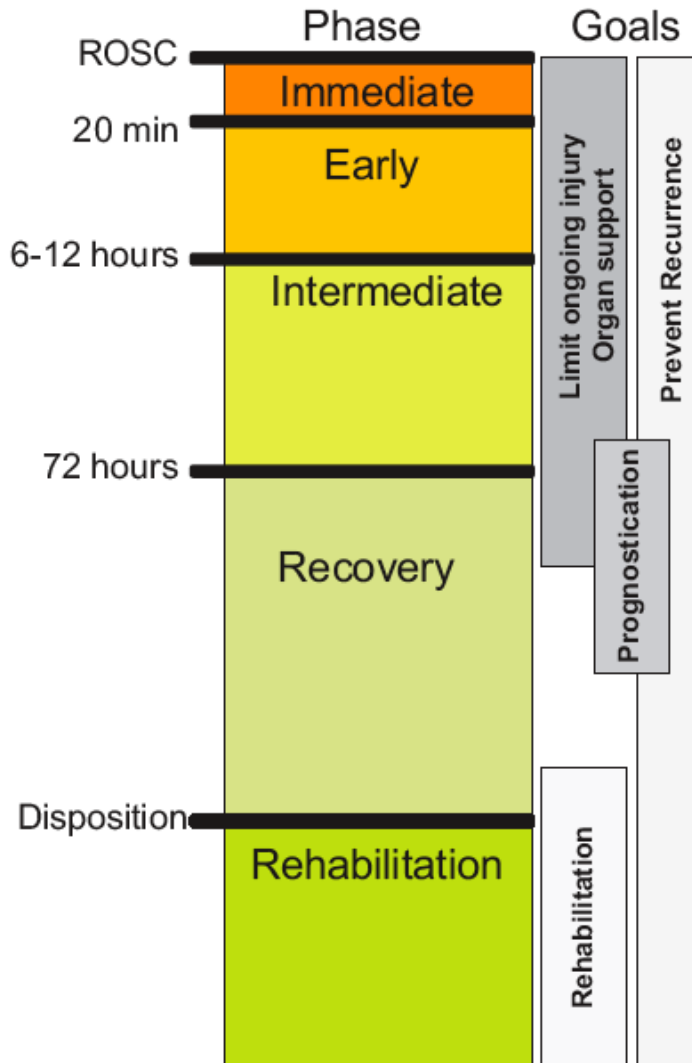 Phase
Goals
ROSC
Immediate
20 min
Early
6-12 hours
Intermediate
72 hours
Recovery
Disposition
Rehabilitation
Limit ongoing injury
Organ support
Prevent Recurrence
Prognostication
Rehabilitation